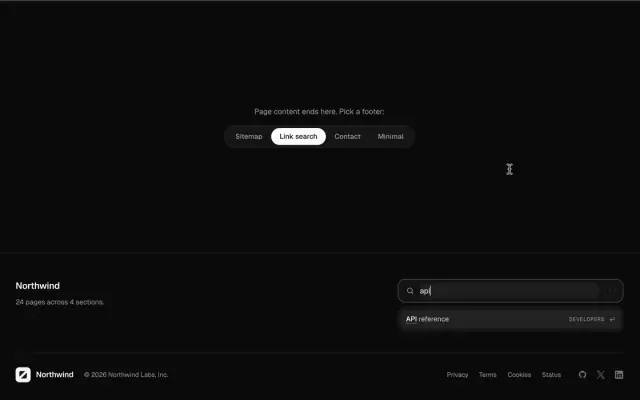 Page content ends here. Pick a footer:
Sitemap Link search Contact Minimal
Northwind
24 pages across 4 sections.
api
API reference DEVELOPERS
Northwind © 2026 Northwind Labs, Inc. Privacy Terms Cookies Status